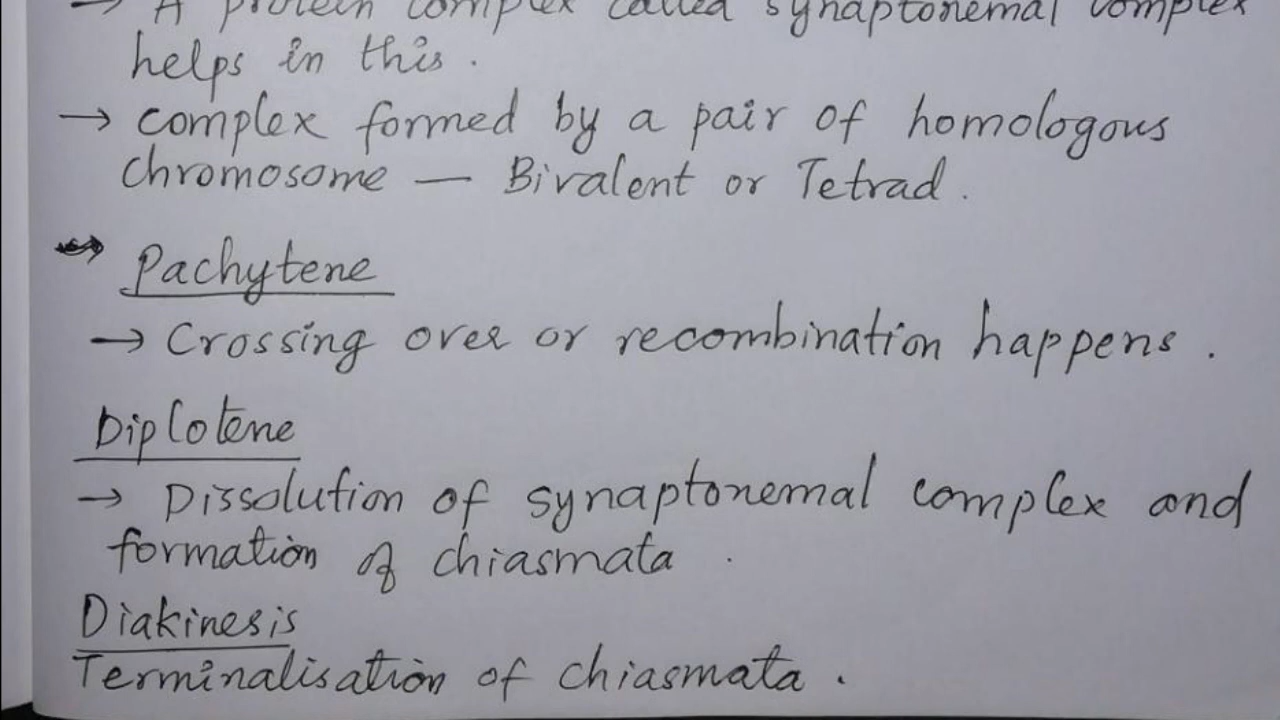 → A protein complex called synaptonemal complex
helps in this.
→ complex formed by a pair of homologous
chromosome — Bivalent or Tetrad.
→ Pachytene
→ Crossing over or recombination happens.
Diplotene
→ Dissolution of synaptonemal complex and
formation of chiasmata.
Diakinesis
Terminalisation of chiasmata.